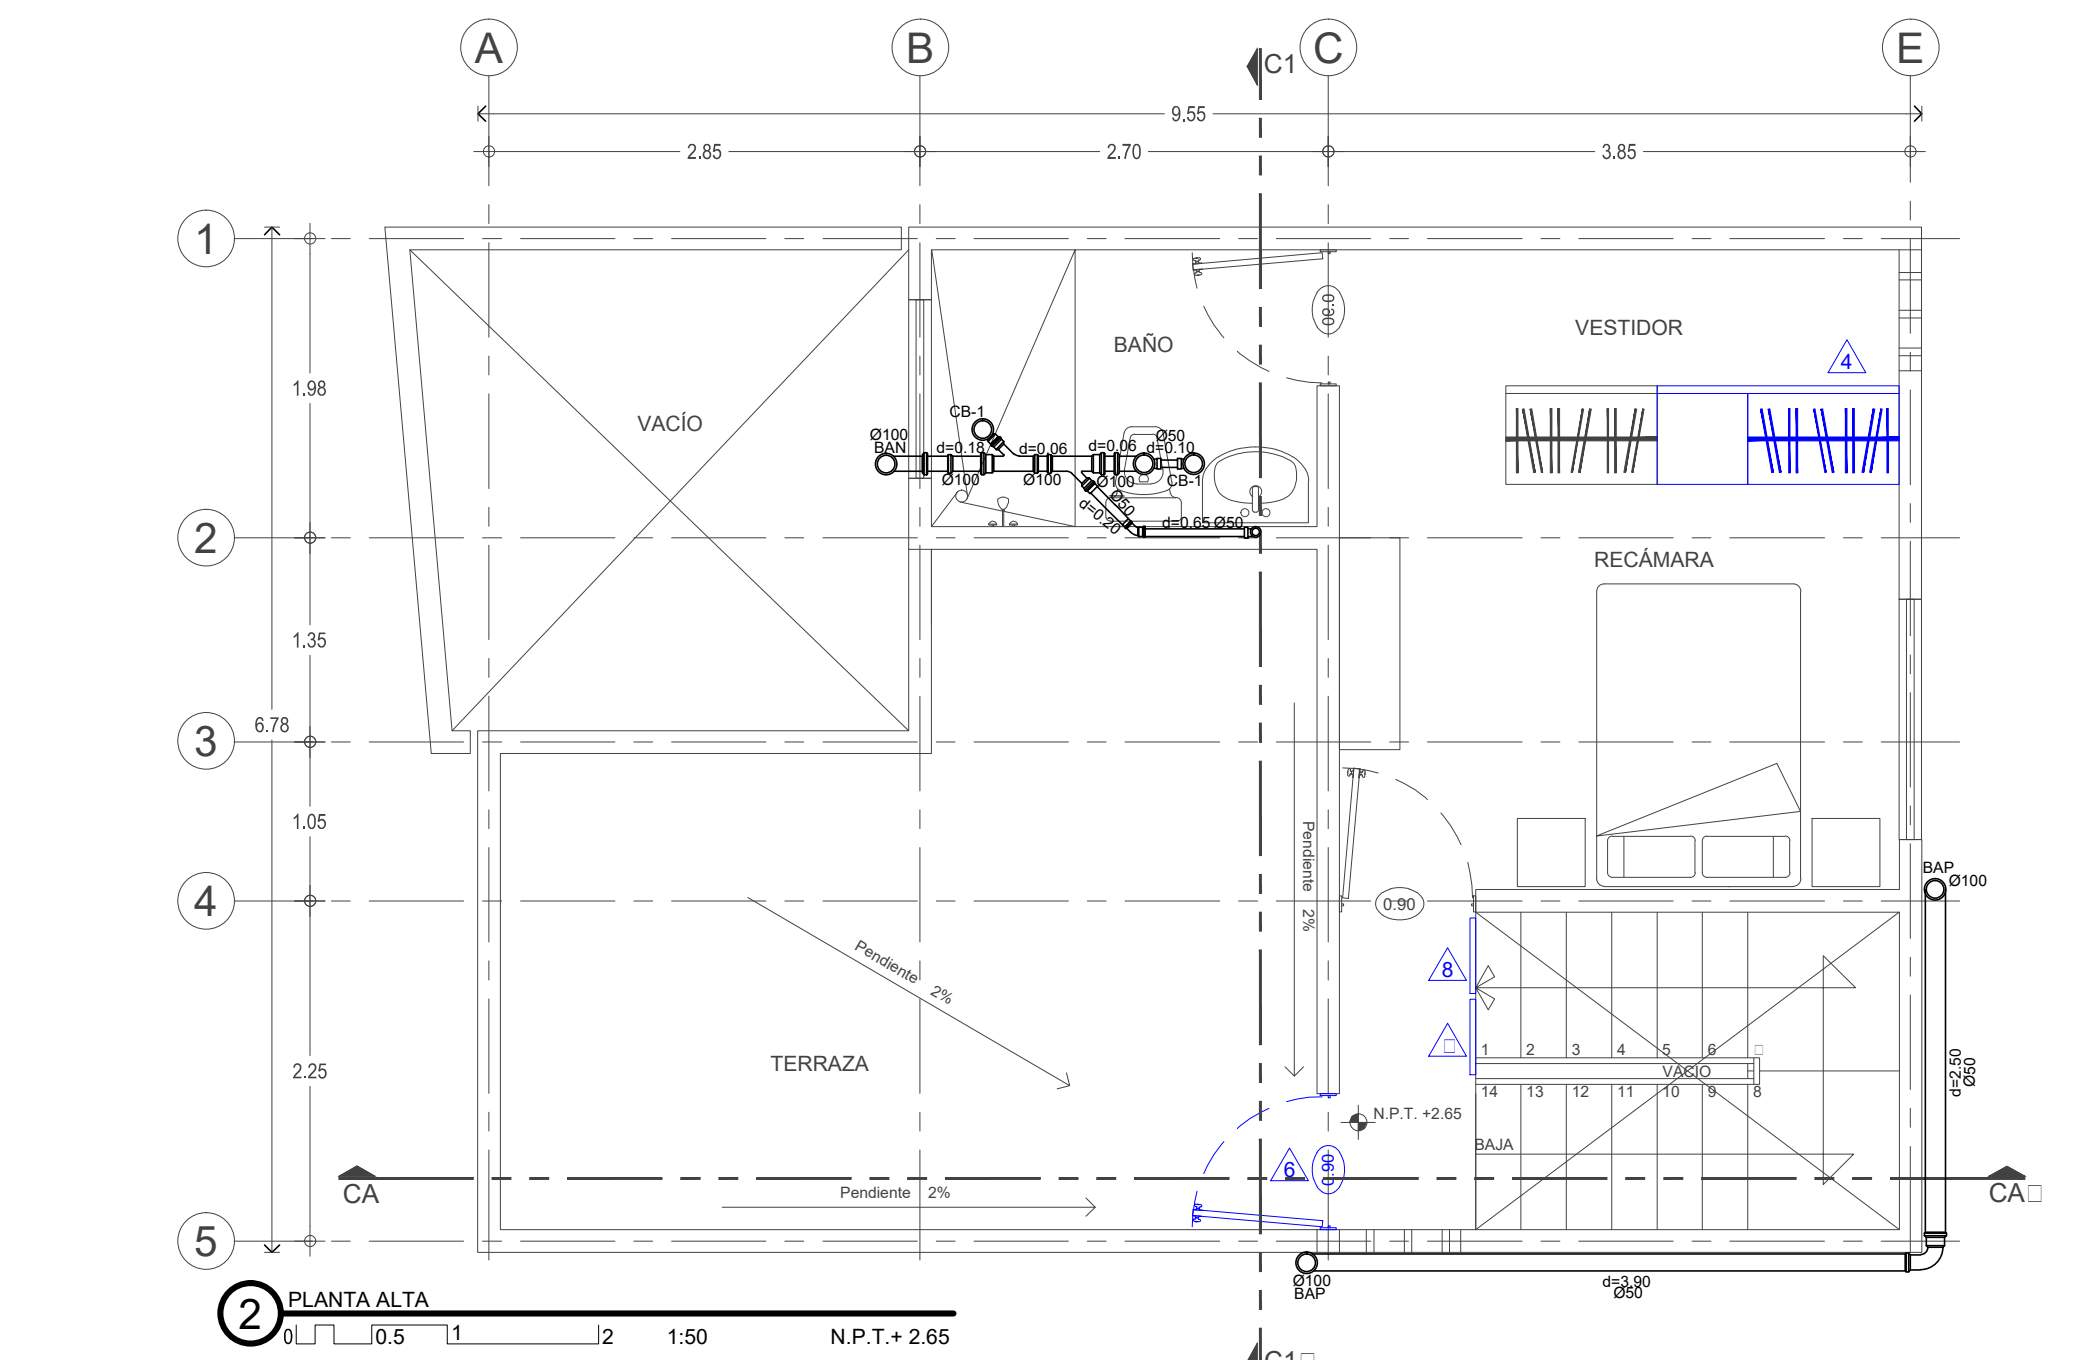 A
B
C1
C
E
9.55
2.85
2.70
3.85
1
0.90
BAÑO
VESTIDOR
4
1.98
VACÍO
CB-1
Ø100
BAN
d=0.18
d=0.06
d=0.06
Ø50
d=0.10
Ø100
Ø100
Ø100
CB-1
Ø50
d=0.20
d=0.65 Ø50
2
RECÁMARA
1.35
6.78
3
1.05
Pendiente 2%
BAP
Ø100
4
0.90
Pendiente 2%
8
TERRAZA
2.25
1 2 3 4 5 6
VACIO
14 13 12 11 10 9 8
d=2.50
Ø50
N.P.T. +2.65
BAJA
6
0.90
CA
CA
Pendiente 2%
5
Ø100
BAP
d=3.90
Ø50
2
PLANTA ALTA
0 0.5 1 2 1:50 N.P.T.+ 2.65
C1